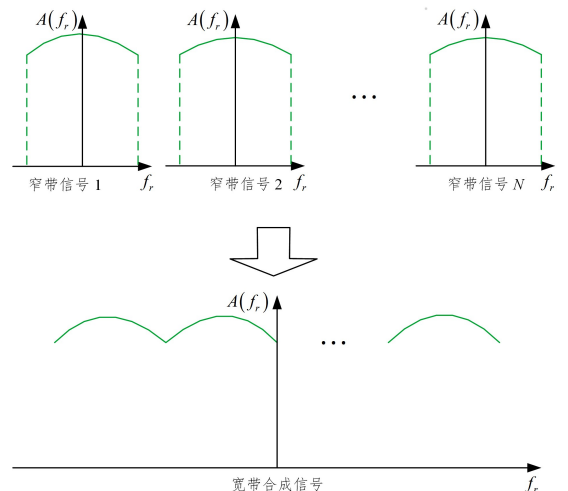 A(f_r) A(f_r) A(f_r)
...
窄带信号 1 f_r 窄带信号 2 f_r 窄带信号 N f_r
A(f_r)
...
宽带合成信号 f_r